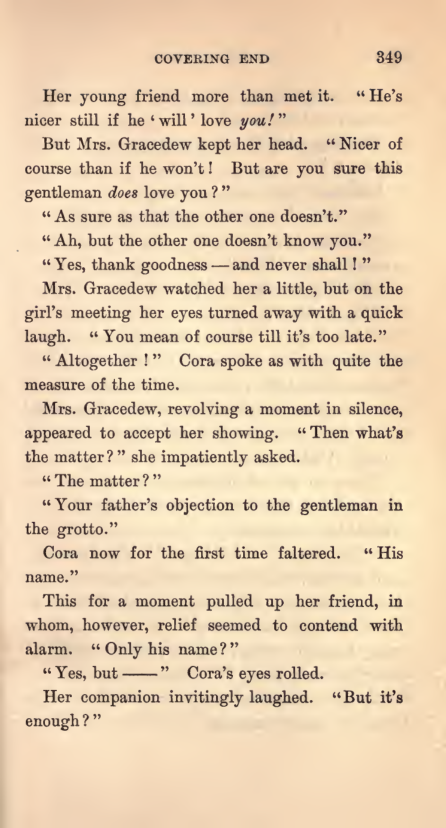 COVERING END 349
Her young friend more than met it. “He's
nicer still if he ‘will’ love you!”
But Mrs. Gracedew kept her head. “Nicer of
course than if he won't! But are you sure this
gentleman does love you?”
“As sure as that the other one doesn't.”
“Ah, but the other one doesn't know you.”
“Yes, thank goodness — and never shall!”
Mrs. Gracedew watched her a little, but on the
girl's meeting her eyes turned away with a quick
laugh. “You mean of course till it's too late.”
“Altogether!” Cora spoke as with quite the
measure of the time.
Mrs. Gracedew, revolving a moment in silence,
appeared to accept her showing. “Then what's
the matter?” she impatiently asked.
“The matter?”
“Your father's objection to the gentleman in
the grotto.”
Cora now for the first time faltered. “His
name.”
This for a moment pulled up her friend, in
whom, however, relief seemed to contend with
alarm. “Only his name?”
“Yes, but ——” Cora's eyes rolled.
Her companion invitingly laughed. “But it's
enough?”